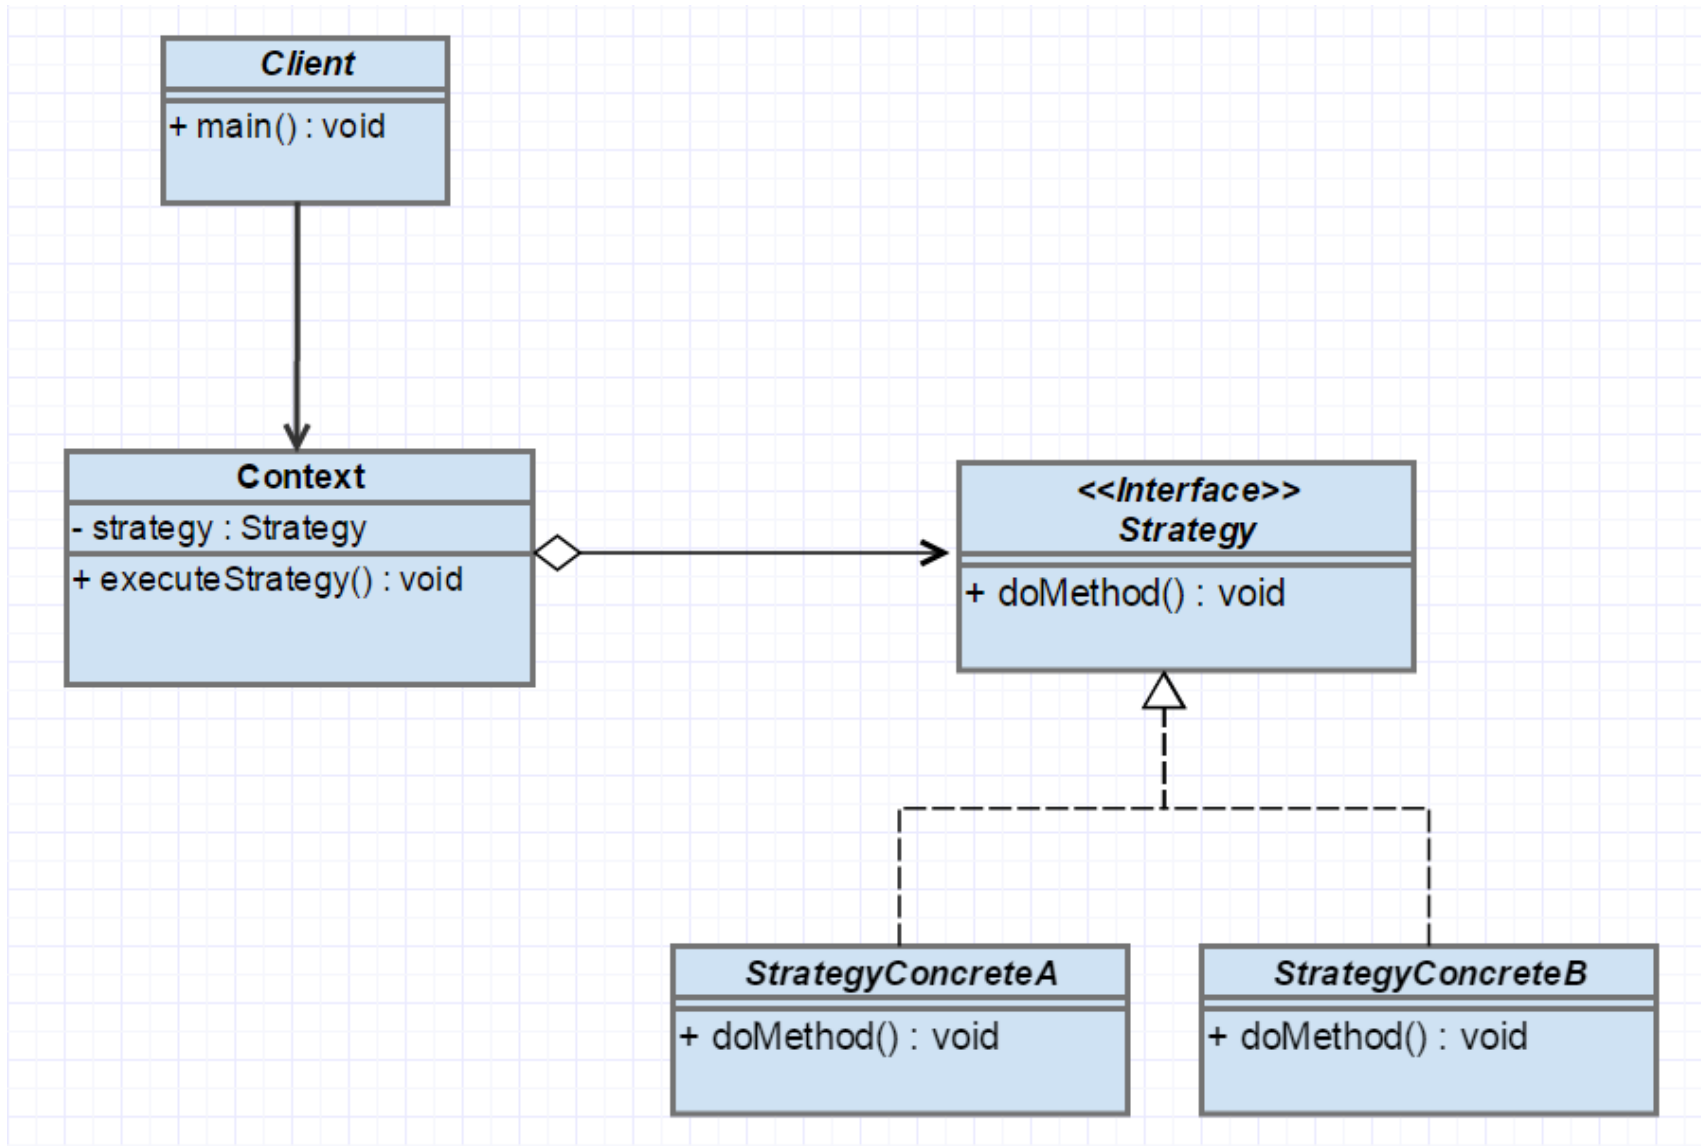 Client
+ main() : void
Context
- strategy : Strategy
+ executeStrategy() : void
<<Interface>>
Strategy
+ doMethod() : void
StrategyConcreteA
+ doMethod() : void
StrategyConcreteB
+ doMethod() : void